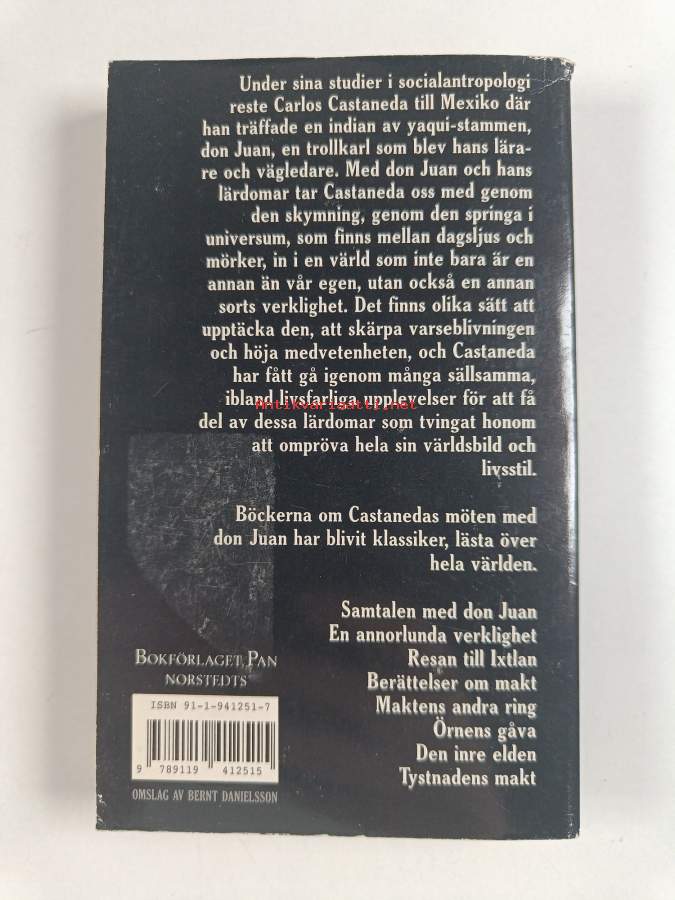 Under sina studier i socialantropologi
reste Carlos Castaneda till Mexiko där
han träffade en indian av yaqui-stammen,
don Juan, en trollkarl som blev hans lära-
re och vägledare. Med don Juan och hans
lärdomar tar Castaneda oss med genom
den skymning, genom den springa i
universum, som finns mellan dagsljus och
mörker, in i en värld som inte bara är en
annan än vår egen, utan också en annan
sorts verklighet. Det finns olika sätt att
upptäcka den, att skärpa varseblivningen
och höja medvetenheten, och Castaneda
har fått gå igenom många sällsamma,
ibland livsfarliga upplevelser för att få
Antikvariaatti.net
del av dessa lärdomar som tvingat honom
att ompröva hela sin världsbild och
livsstil.
Böckerna om Castanedas möten med
don Juan har blivit klassiker, lästa över
hela världen.
Samtalen med don Juan
En annorlunda verklighet
Resan till Ixtlan
Berättelser om makt
Maktens andra ring
Örnens gåva
Den inre elden
Tystnadens makt
BOKFÖRLAGET PAN
NORSTEDTS
ISBN 91-1-941251-7
9 789119 412515
OMSLAG AV BERNT DANIELSSON